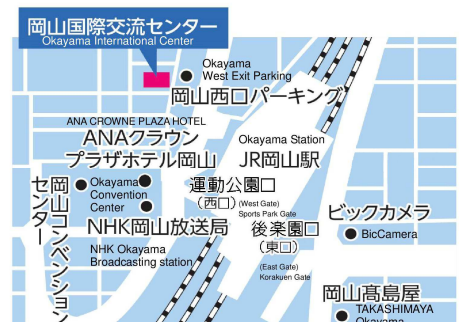 岡山国際交流センター
Okayama International Center
Okayama
West Exit Parking
岡山西口パーキング
ANA CROWNE PLAZA HOTEL
ANAクラウン
プラザホテル岡山
Okayama Station
JR岡山駅
岡山コンベンション
センター
Okayama
Convention
Center
運動公園口
(西口)
(West Gate)
Sports Park Gate
NHK岡山放送局
NHK Okayama
Broadcasting station
後楽園口
(東口)
(East Gate)
Korakuen Gate
ビックカメラ
BicCamera
岡山髙島屋
TAKASHIMAYA
Okayama